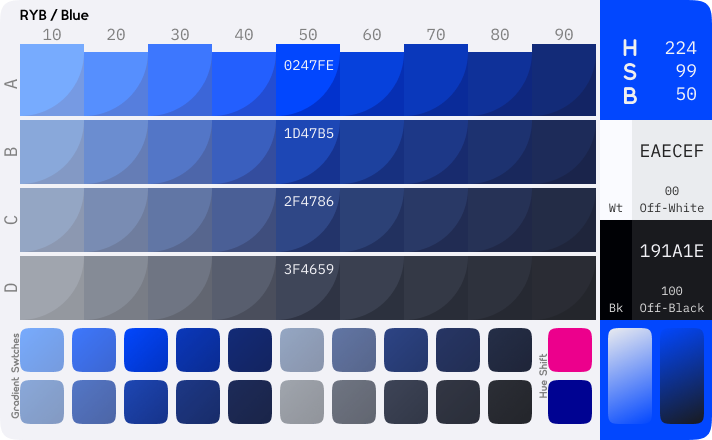 RYB / Blue
10 20 30 40 50 60 70 80 90
A 0247FE
B 1D47B5
C 2F4786
D 3F4659
Gradient Swtches
Hue Shift
H 224
S 99
B 50
EAECEF
00
Wt Off-White
191A1E
100
Bk Off-Black